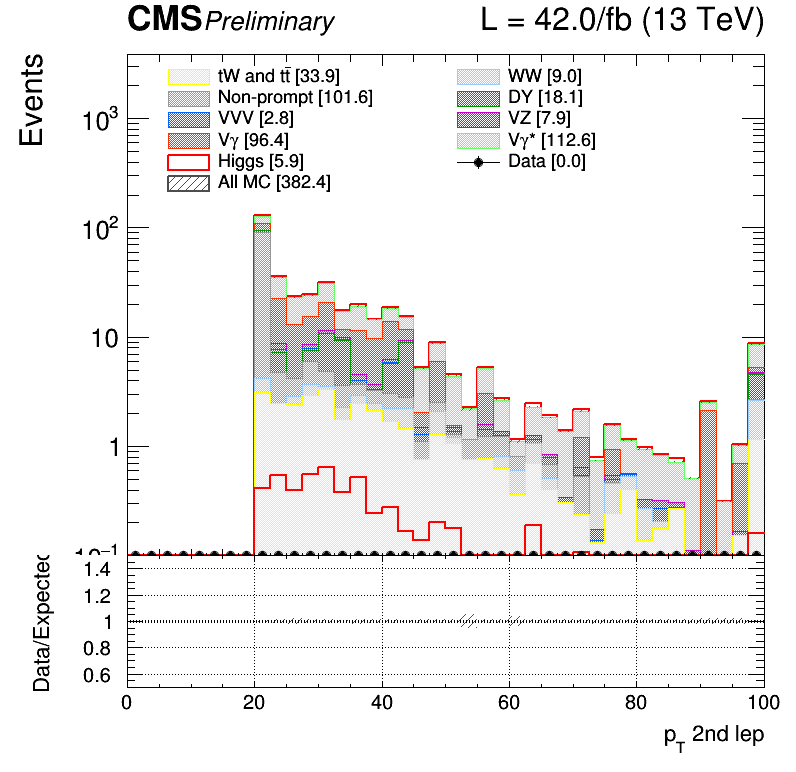 CMS Preliminary L = 42.0/fb (13 TeV)
Events
tW and tt̄ [33.9]
Non-prompt [101.6]
VVV [2.8]
Vγ [96.4]
Higgs [5.9]
All MC [382.4]
WW [9.0]
DY [18.1]
VZ [7.9]
Vγ* [112.6]
Data [0.0]
10³
10²
10
1
10⁻¹
Data/Expected
1.4
1.2
1
0.8
0.6
0 20 40 60 80 100
p_T 2nd lep